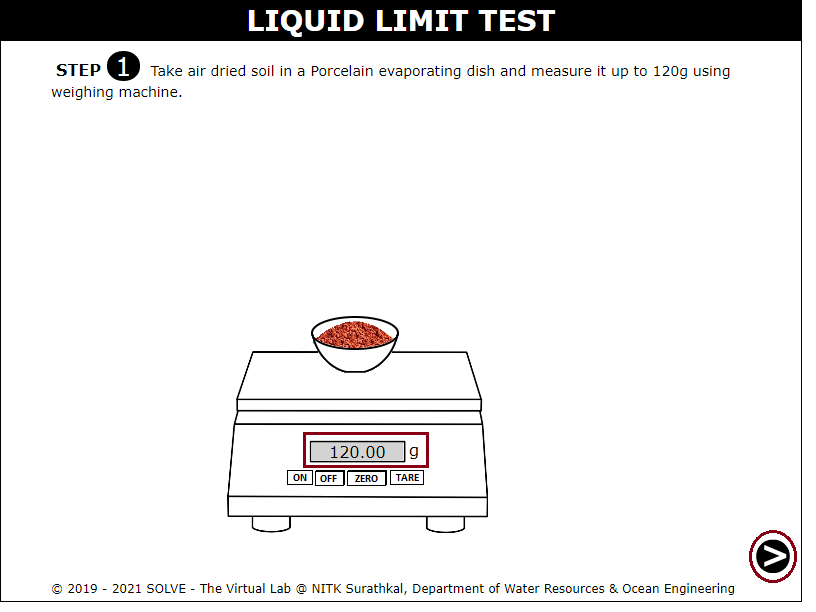 LIQUID LIMIT TEST
STEP 1 Take air dried soil in a Porcelain evaporating dish and measure it up to 120g using
weighing machine.
120.00 g
ON OFF ZERO TARE
>
© 2019 - 2021 SOLVE - The Virtual Lab @ NITK Surathkal, Department of Water Resources & Ocean Engineering